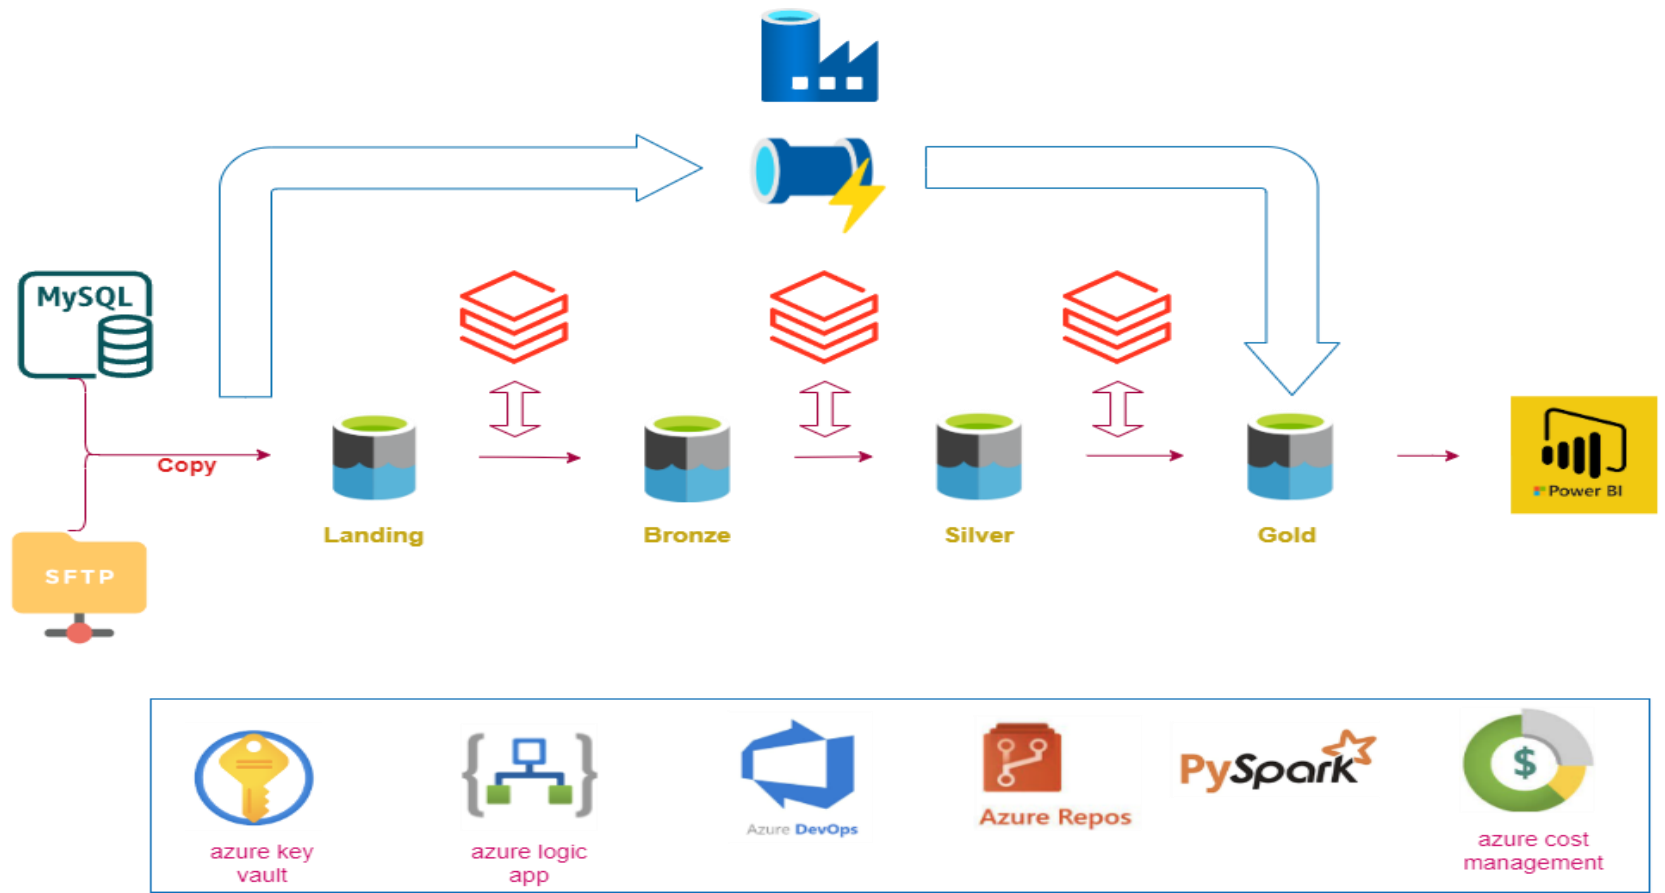 MySQL
Copy
SFTP
Landing
Bronze
Silver
Gold
Power BI
azure key
vault
azure logic
app
Azure DevOps
Azure Repos
PySpark
$
azure cost
management